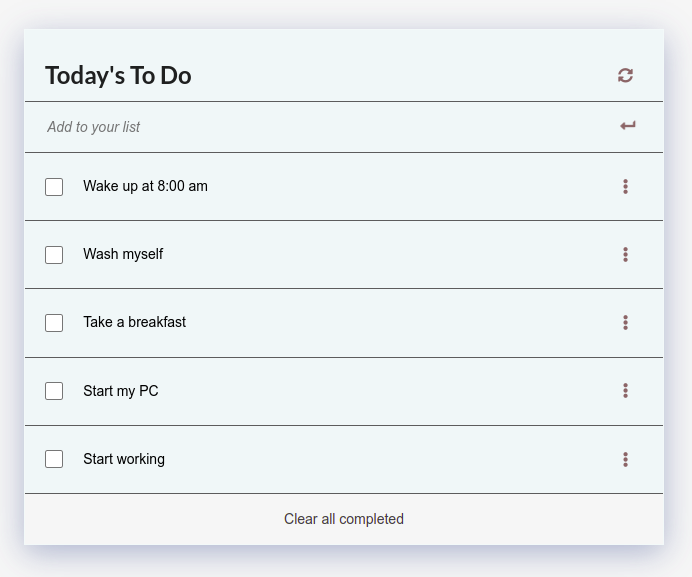 Today's To Do
Add to your list
Wake up at 8:00 am
Wash myself
Take a breakfast
Start my PC
Start working
Clear all completed